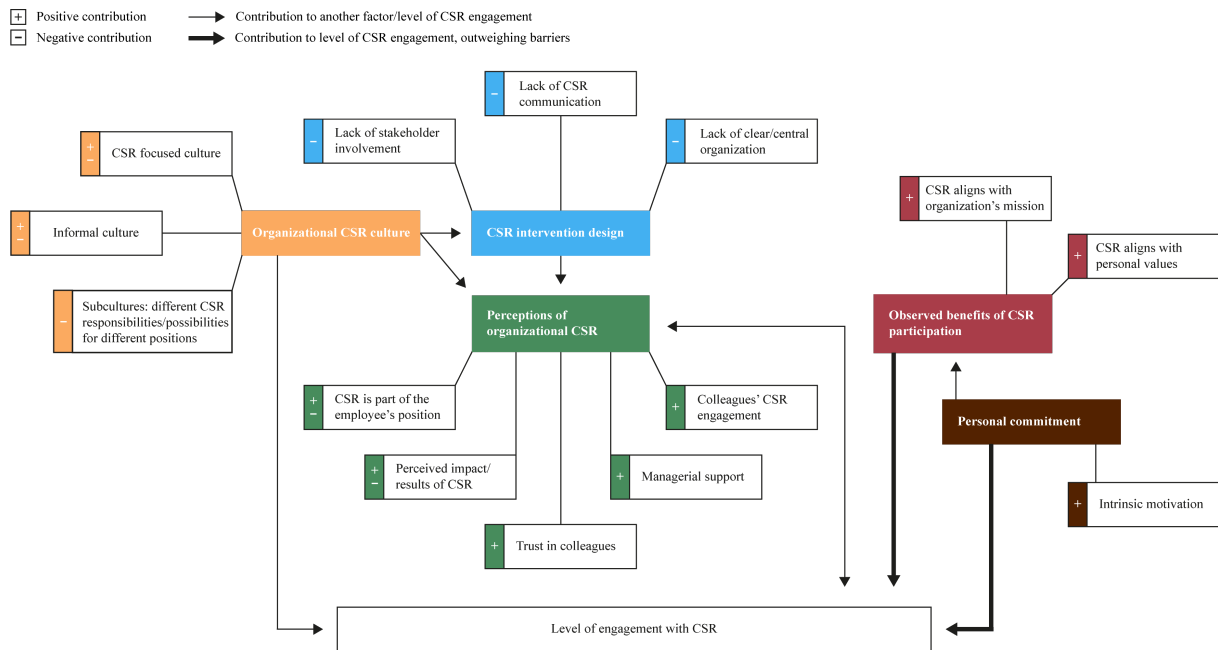 + Positive contribution
Contribution to another factor/level of CSR engagement
− Negative contribution
Contribution to level of CSR engagement, outweighing barriers
− Lack of CSR
communication
− Lack of stakeholder
involvement
− Lack of clear/central
organization
+
−
CSR focused culture
+
−
Informal culture
− Subcultures: different CSR
responsibilities/possibilities
for different positions
Organizational CSR culture
CSR intervention design
+ CSR aligns with
organization’s mission
+ CSR aligns with
personal values
Perceptions of
organizational CSR
Observed benefits of CSR
participation
+ CSR is part of the
− employee’s position
+ Colleagues’ CSR
engagement
Personal commitment
+ Perceived impact/
− results of CSR
+ Managerial support
+ Intrinsic motivation
+ Trust in colleagues
Level of engagement with CSR